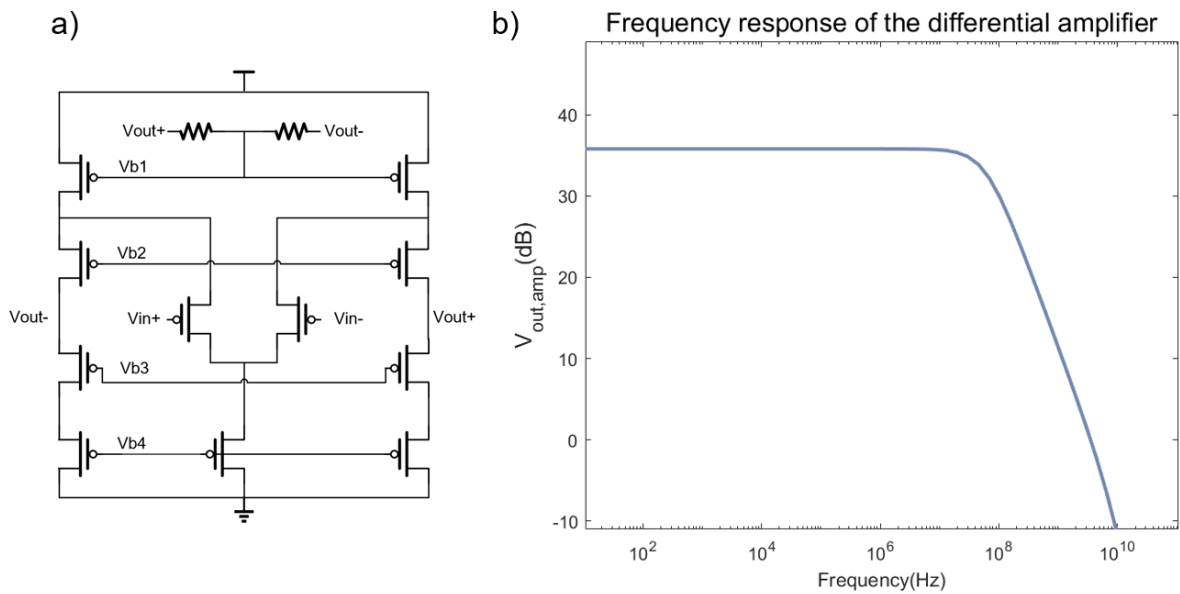 a)
b)
Frequency response of the differential amplifier
Vout+
Vout-
Vb1
Vb2
Vout-
Vin+
Vin-
Vout+
Vb3
Vb4
40
30
20
10
0
-10
V_out,amp(dB)
10^2
10^4
10^6
10^8
10^10
Frequency(Hz)